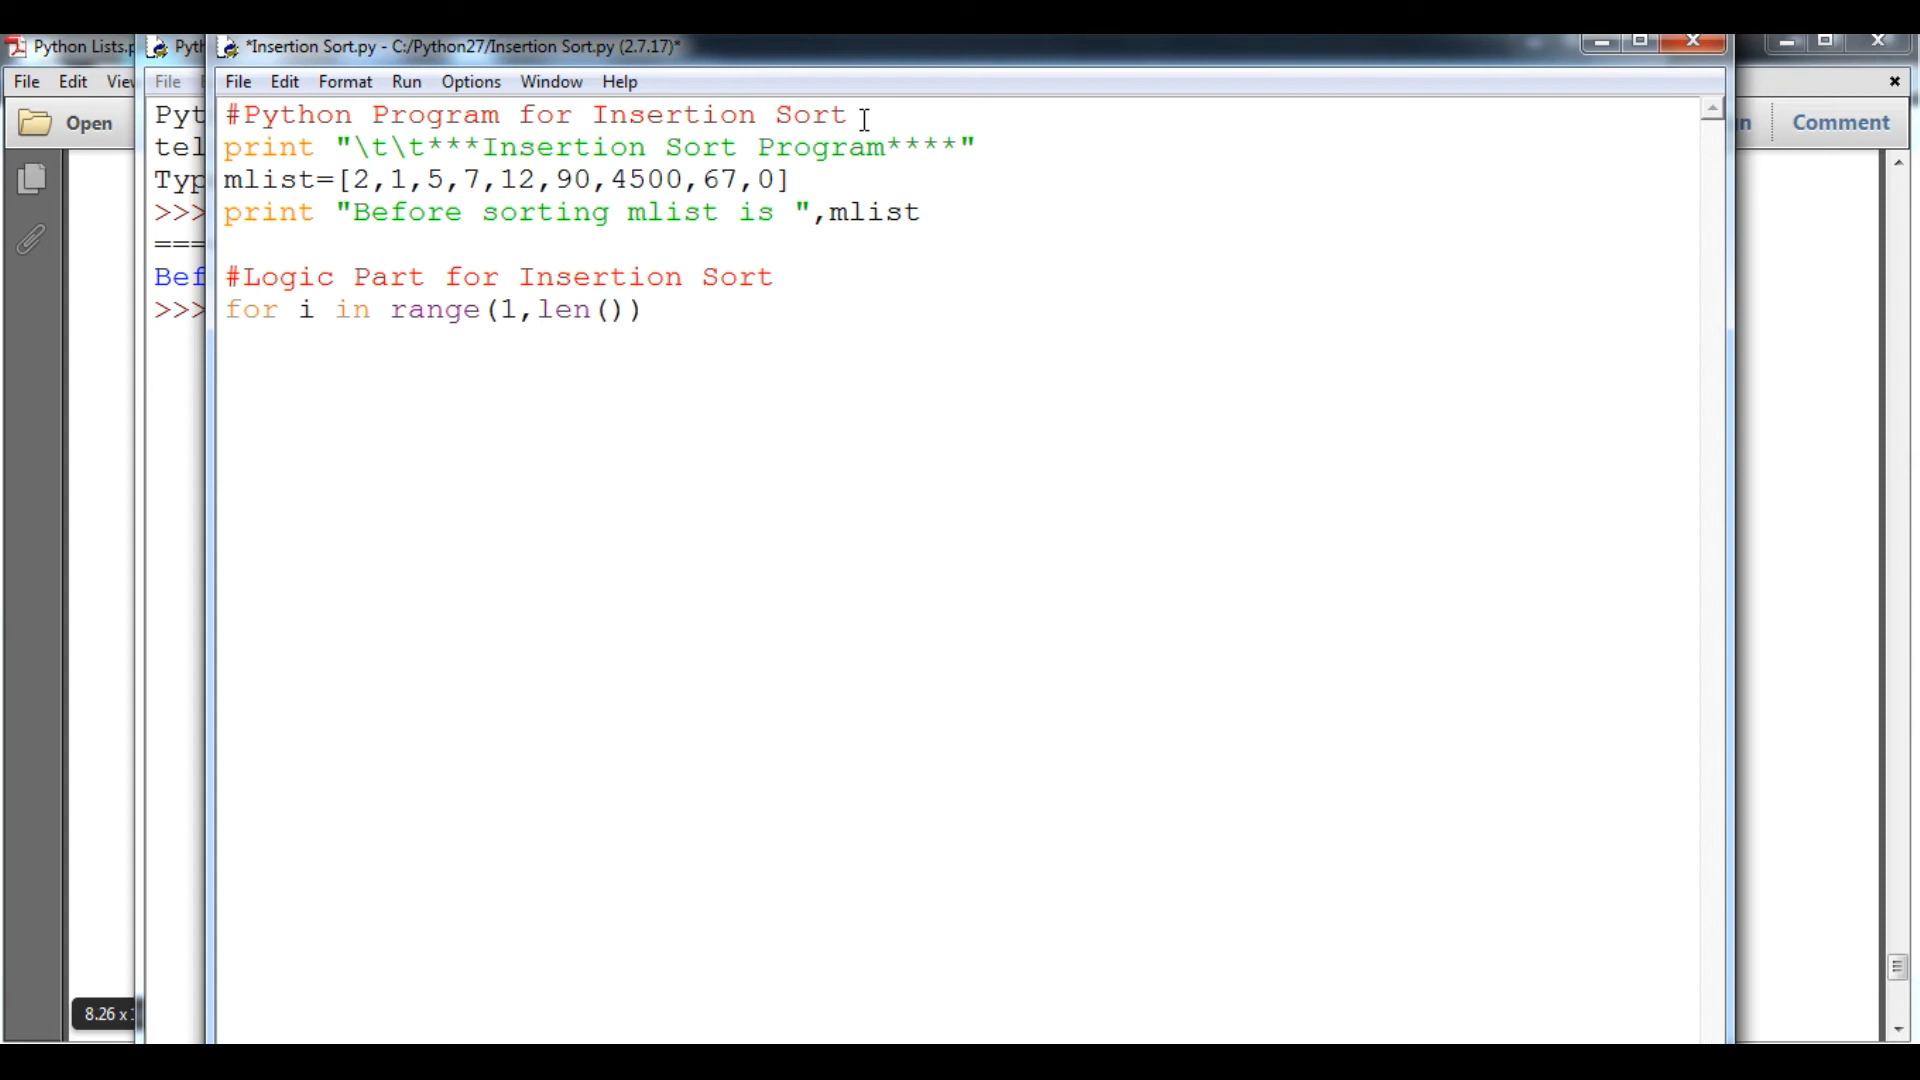 Python Lists.p
Pyth
*Insertion Sort.py - C:/Python27/Insertion Sort.py (2.7.17)*
File Edit View
File
File Edit Format Run Options Window Help
Open
Comment
Pyt
tel
Typ
>>>
===
Bef
>>>
#Python Program for Insertion Sort
print "\t\t***Insertion Sort Program****"
mlist=[2,1,5,7,12,90,4500,67,0]
print "Before sorting mlist is ",mlist
#Logic Part for Insertion Sort
for i in range(1,len())
8.26 x